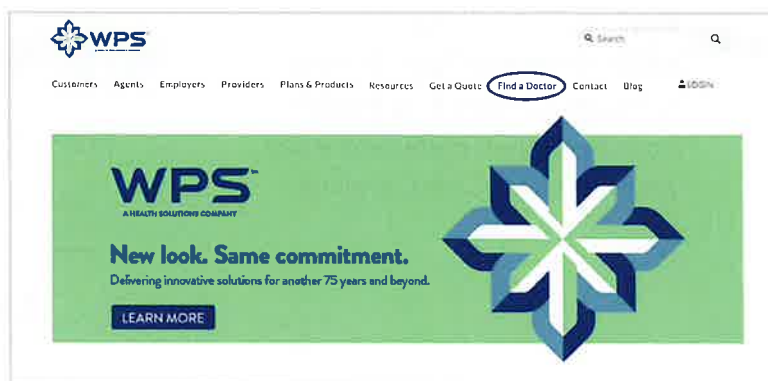 WPS
Search
Customers Agents Employers Providers Plans & Products Resources Get a Quote Find a Doctor Contact Blog LOGIN
WPS
A HEALTH SOLUTIONS COMPANY
New look. Same commitment.
Delivering innovative solutions for another 75 years and beyond.
LEARN MORE